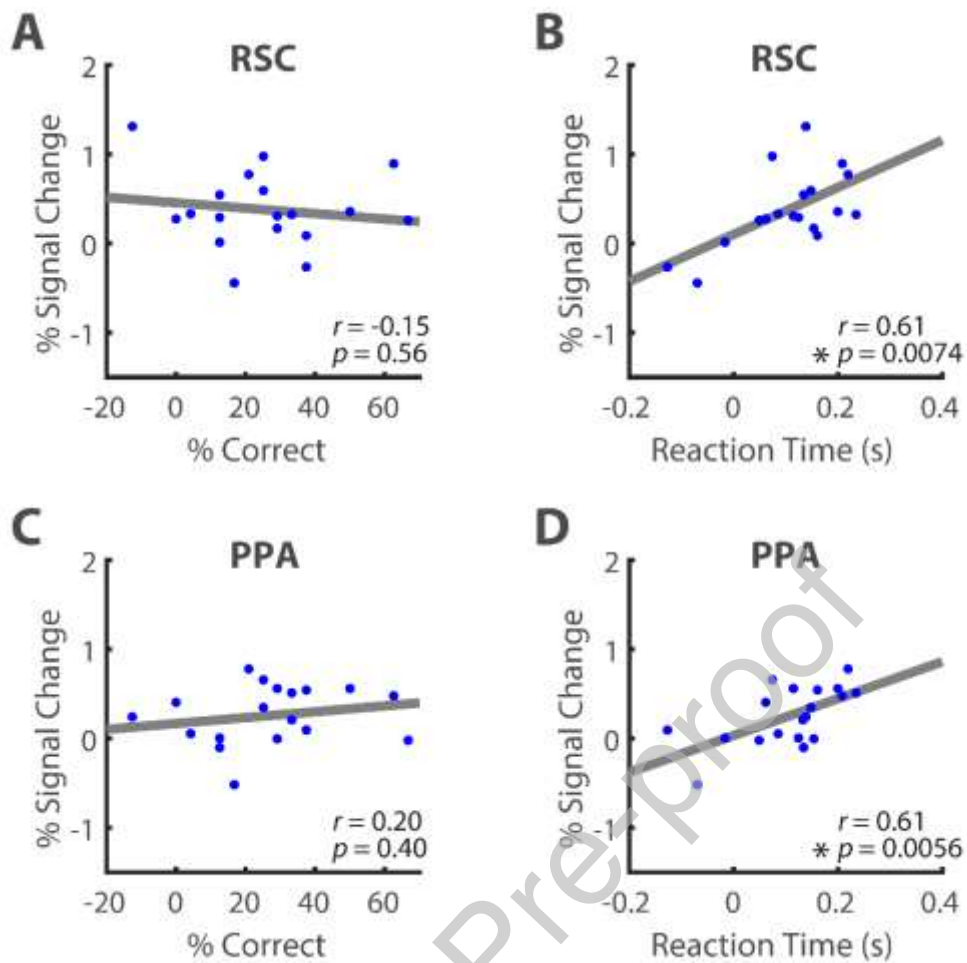 A
RSC
2
1
0
-1
% Signal Change
r = -0.15
p = 0.56
-20 0 20 40 60
% Correct
B
RSC
2
1
0
-1
% Signal Change
r = 0.61
* p = 0.0074
-0.2 0 0.2 0.4
Reaction Time (s)
C
PPA
2
1
0
-1
% Signal Change
r = 0.20
p = 0.40
-20 0 20 40 60
% Correct
D
PPA
2
1
0
-1
% Signal Change
r = 0.61
* p = 0.0056
-0.2 0 0.2 0.4
Reaction Time (s)
Pre-proof